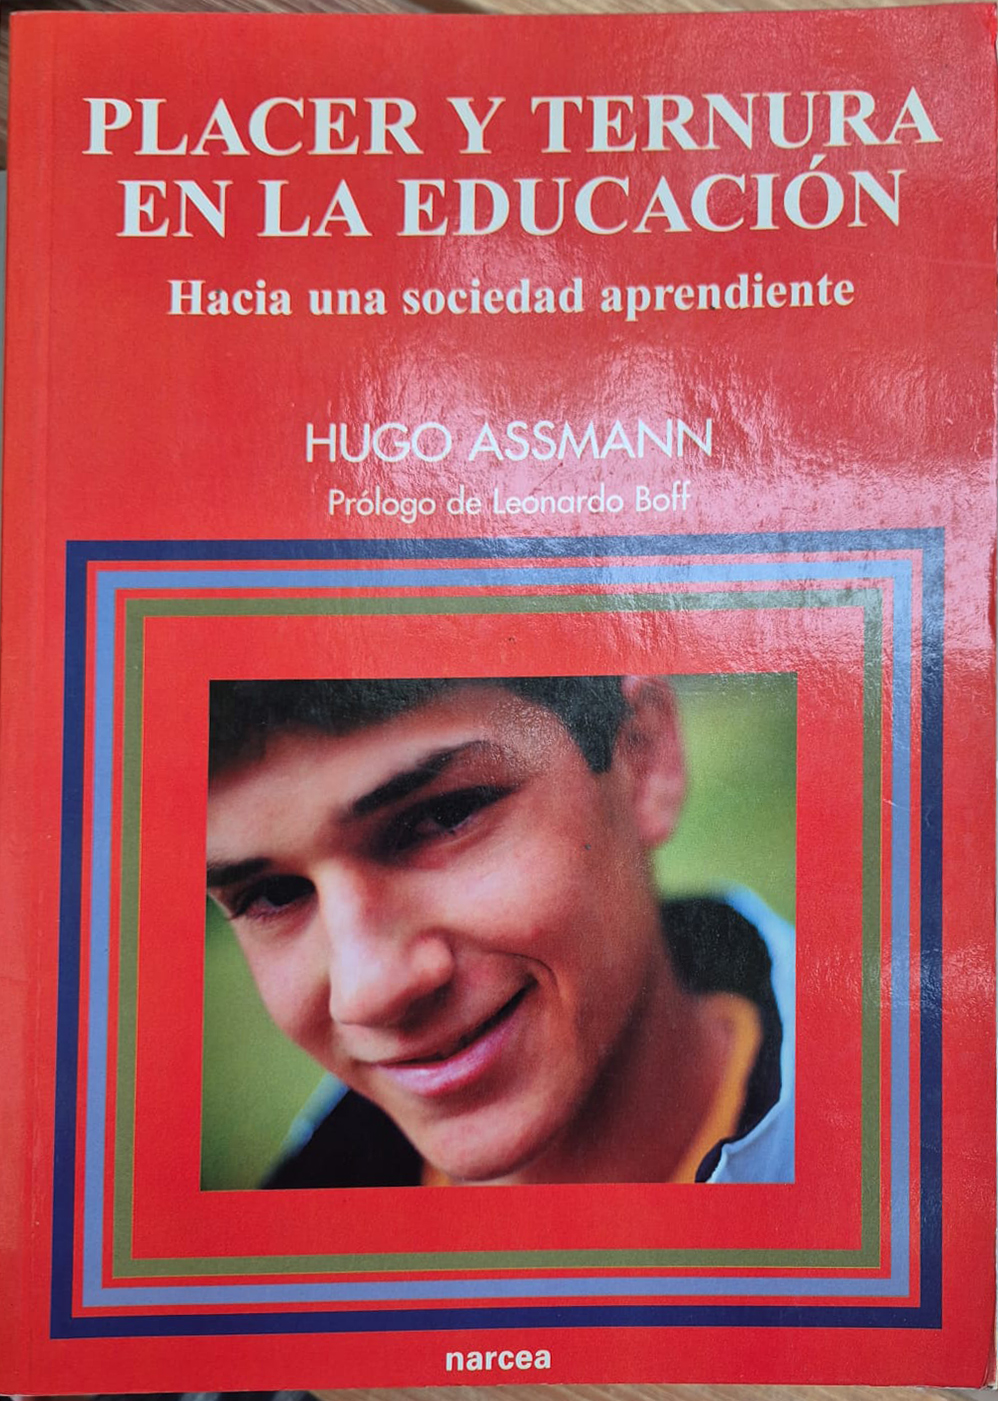 PLACER Y TERNURA
EN LA EDUCACIÓN
Hacia una sociedad aprendiente
HUGO ASSMANN
Prólogo de Leonardo Boff
narcea